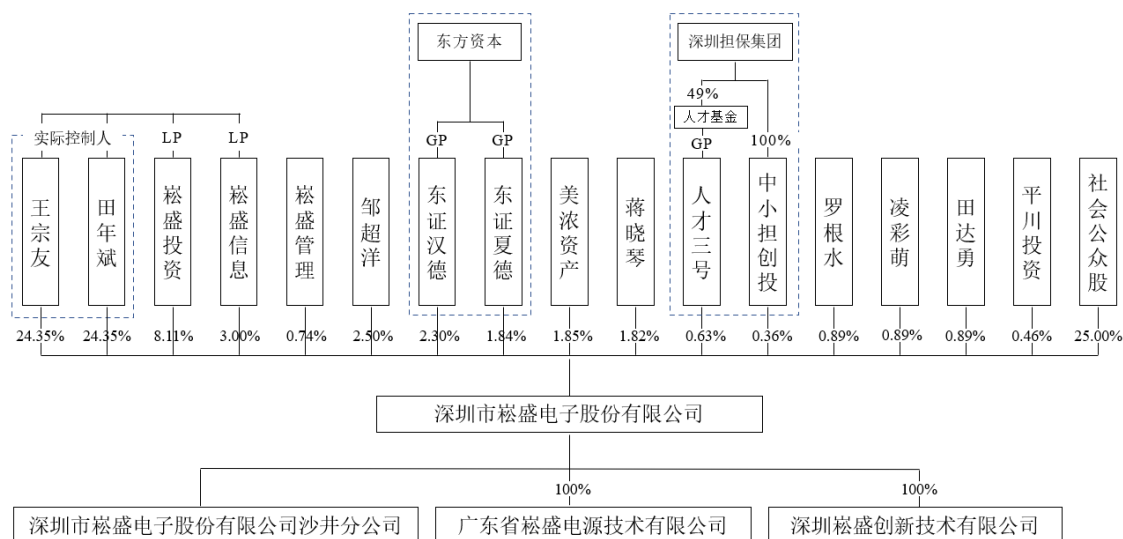 东方资本
深圳担保集团
49%
人才基金
实际控制人
LP
LP
GP
GP
GP
100%
王宗友
田年斌
崧盛投资
崧盛信息
崧盛管理
邹超洋
东证汉德
东证夏德
美浓资产
蒋晓琴
人才三号
中小担创投
罗根水
凌彩萌
田达勇
平川投资
社会公众股
24.35%
24.35%
8.11%
3.00%
0.74%
2.50%
2.30%
1.84%
1.85%
1.82%
0.63%
0.36%
0.89%
0.89%
0.89%
0.46%
25.00%
深圳市崧盛电子股份有限公司
100%
100%
深圳市崧盛电子股份有限公司沙井分公司
广东省崧盛电源技术有限公司
深圳崧盛创新技术有限公司